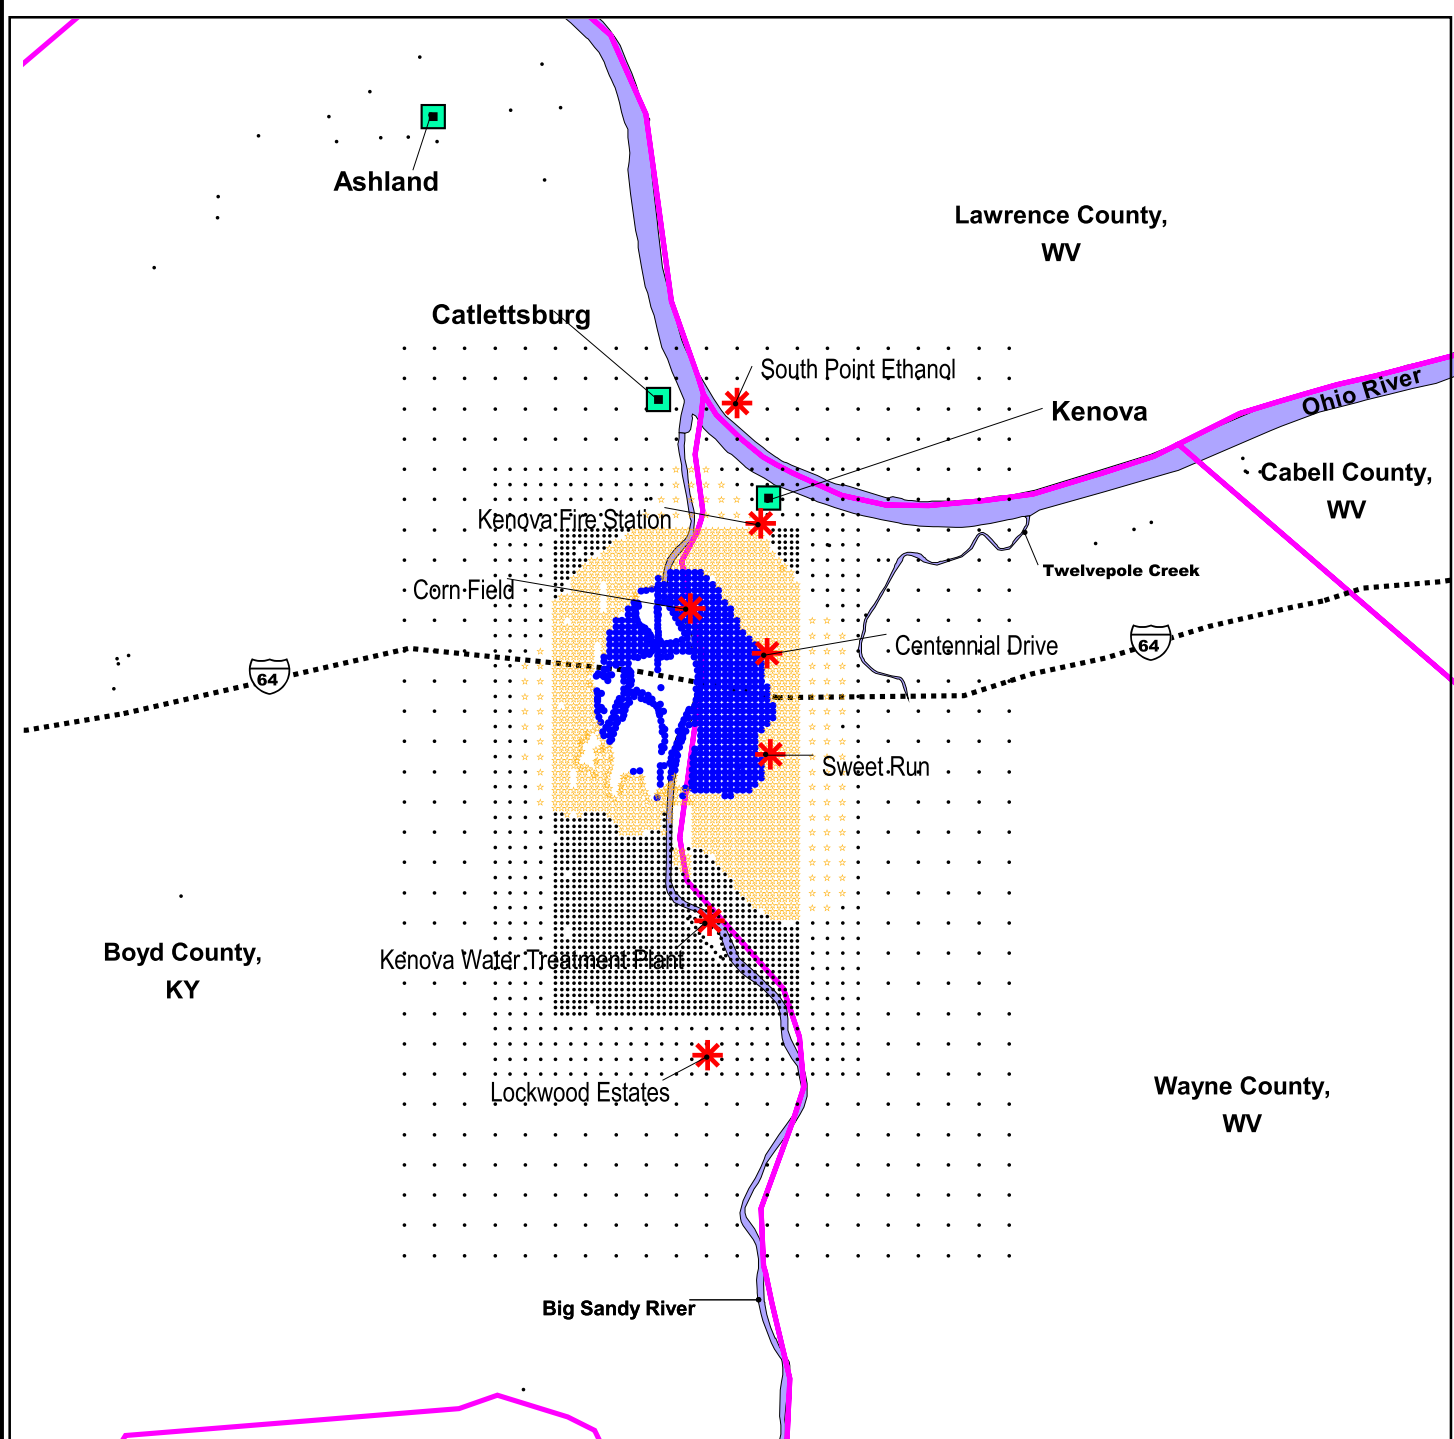 Ashland
Lawrence County,
WV
Catlettsburg
South Point Ethanol
Kenova
Ohio River
Cabell County,
WV
Kenova Fire Station
Twelvepole Creek
Corn Field
Centennial Drive
64
64
Sweet Run
Boyd County,
KY
Kenova Water Treatment Plant
Lockwood Estates
Wayne County,
WV
Big Sandy River